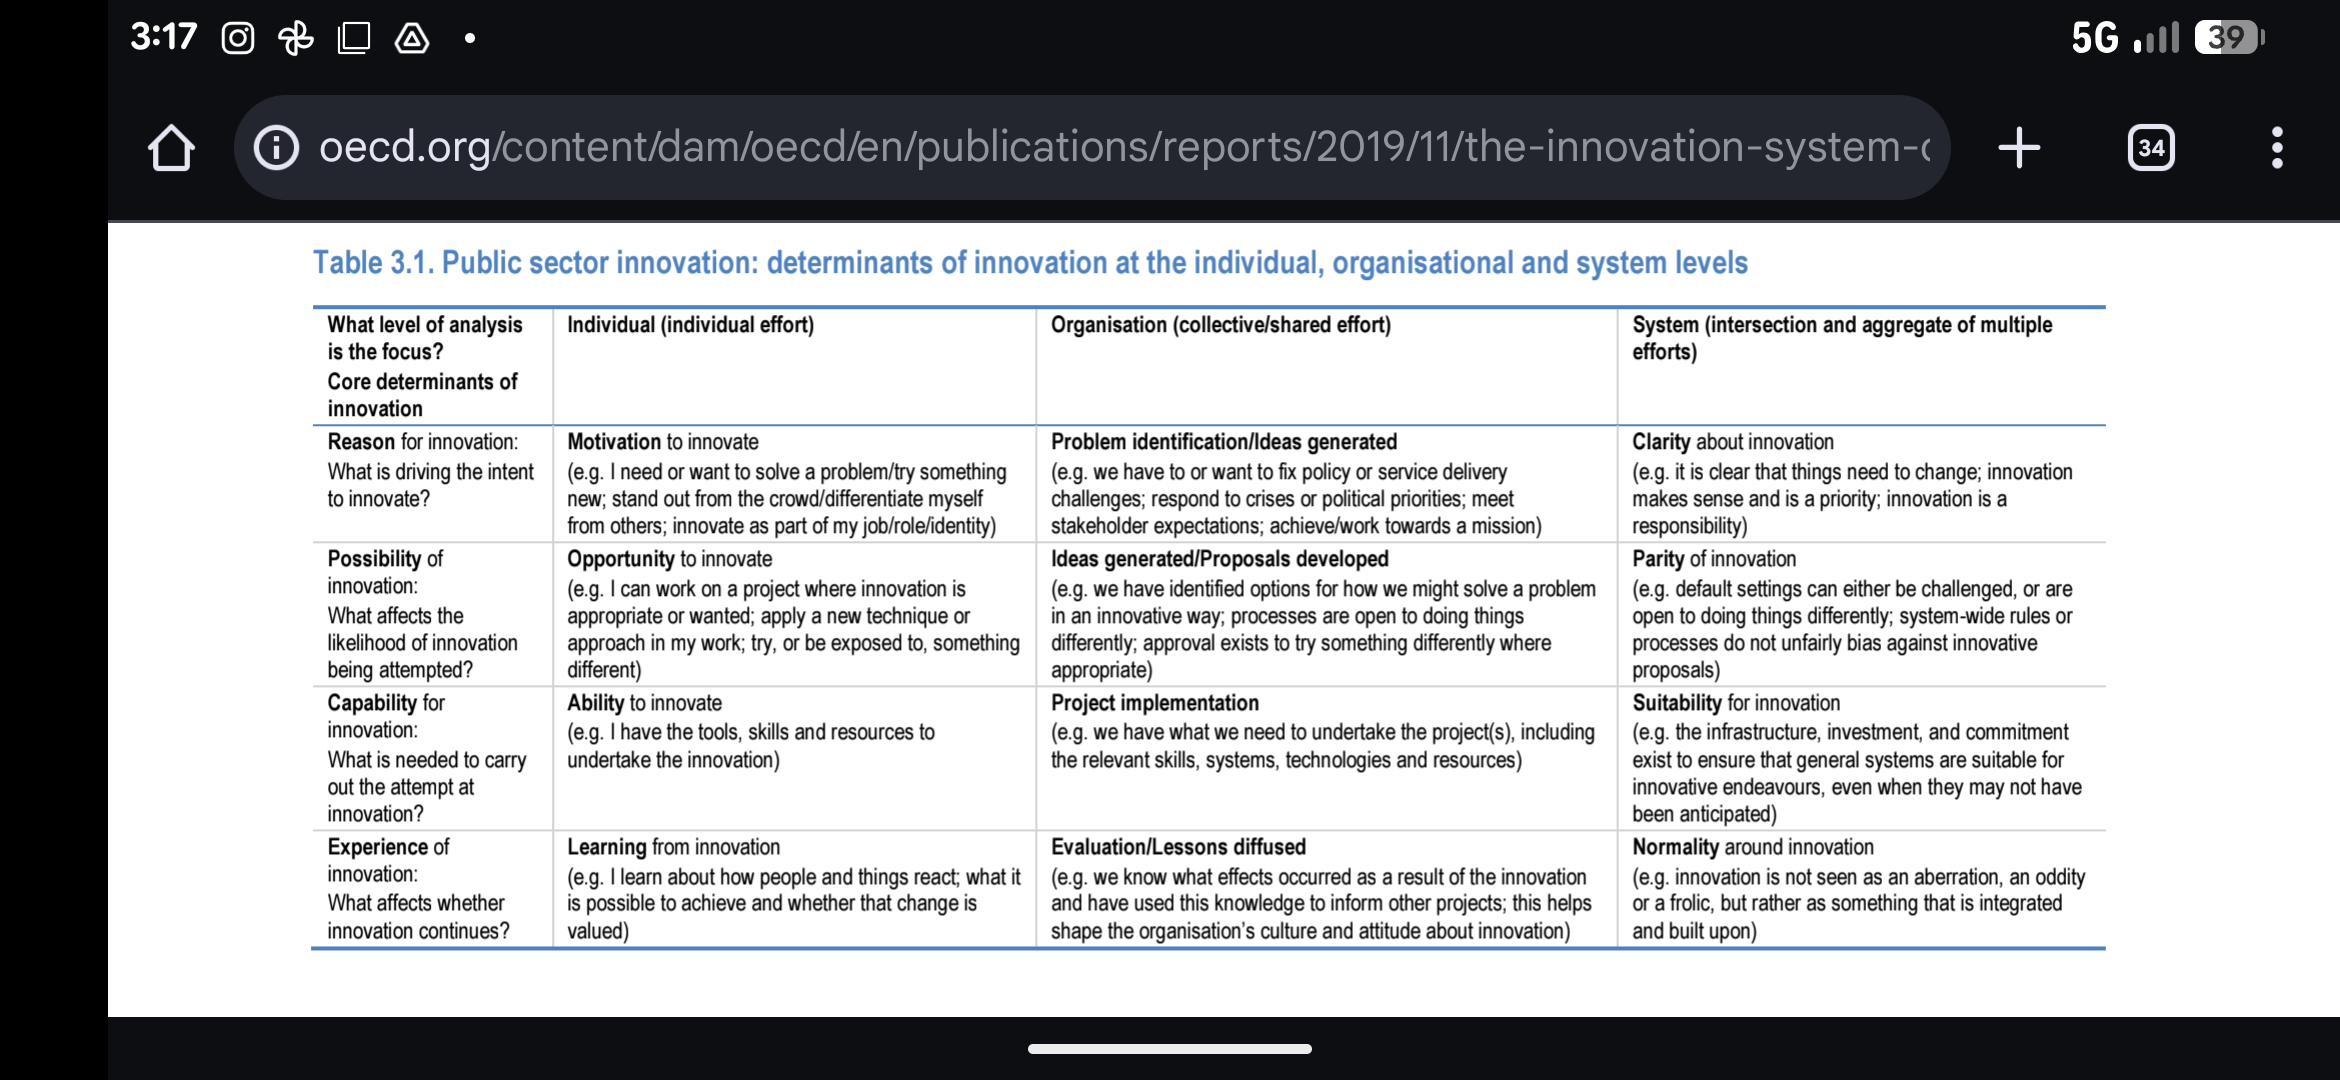 3:17
5G
39
oecd.org/content/dam/oecd/en/publications/reports/2019/11/the-innovation-system-
34
Table 3.1. Public sector innovation: determinants of innovation at the individual, organisational and system levels
What level of analysis
is the focus?
Core determinants of
innovation
Individual (individual effort)
Organisation (collective/shared effort)
System (intersection and aggregate of multiple
efforts)
Reason for innovation:
What is driving the intent
to innovate?
Motivation to innovate
(e.g. I need or want to solve a problem/try something
new; stand out from the crowd/differentiate myself
from others; innovate as part of my job/role/identity)
Problem identification/Ideas generated
(e.g. we have to or want to fix policy or service delivery
challenges; respond to crises or political priorities; meet
stakeholder expectations; achieve/work towards a mission)
Clarity about innovation
(e.g. it is clear that things need to change; innovation
makes sense and is a priority; innovation is a
responsibility)
Possibility of
innovation:
What affects the
likelihood of innovation
being attempted?
Opportunity to innovate
(e.g. I can work on a project where innovation is
appropriate or wanted; apply a new technique or
approach in my work; try, or be exposed to, something
different)
Ideas generated/Proposals developed
(e.g. we have identified options for how we might solve a problem
in an innovative way; processes are open to doing things
differently; approval exists to try something differently where
appropriate)
Parity of innovation
(e.g. default settings can either be challenged, or are
open to doing things differently; system-wide rules or
processes do not unfairly bias against innovative
proposals)
Capability for
innovation:
What is needed to carry
out the attempt at
innovation?
Ability to innovate
(e.g. I have the tools, skills and resources to
undertake the innovation)
Project implementation
(e.g. we have what we need to undertake the project(s), including
the relevant skills, systems, technologies and resources)
Suitability for innovation
(e.g. the infrastructure, investment, and commitment
exist to ensure that general systems are suitable for
innovative endeavours, even when they may not have
been anticipated)
Experience of
innovation:
What affects whether
innovation continues?
Learning from innovation
(e.g. I learn about how people and things react; what it
is possible to achieve and whether that change is
valued)
Evaluation/Lessons diffused
(e.g. we know what effects occurred as a result of the innovation
and have used this knowledge to inform other projects; this helps
shape the organisation's culture and attitude about innovation)
Normality around innovation
(e.g. innovation is not seen as an aberration, an oddity
or a frolic, but rather as something that is integrated
and built upon)